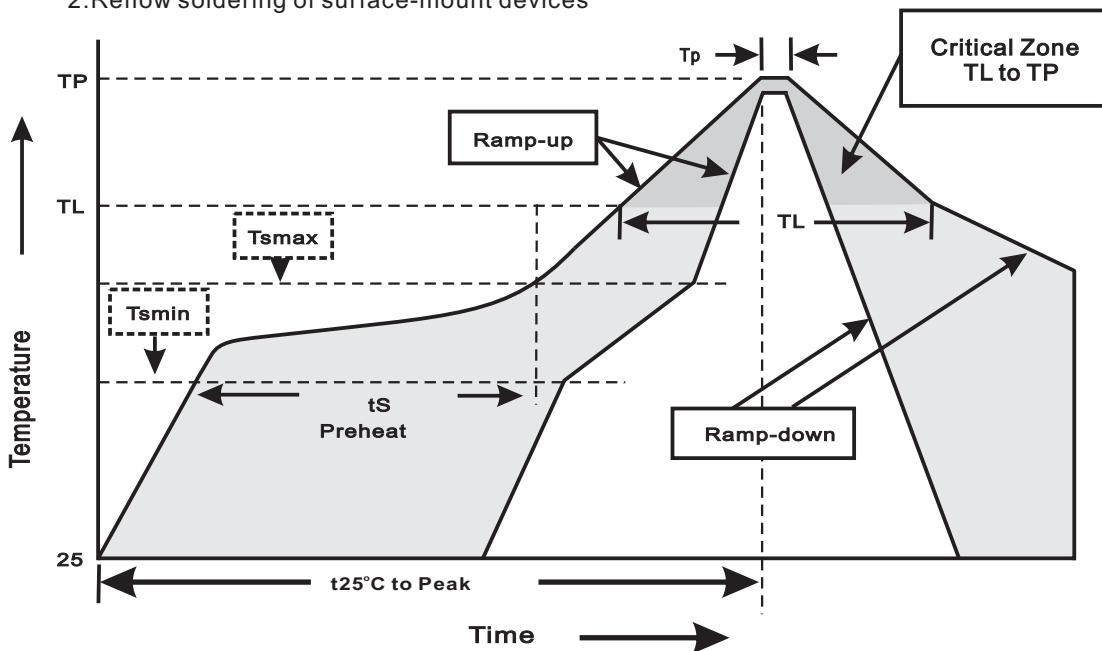 2.Reflow soldering of surface-mount devices
Tp
Critical Zone
TL to TP
TP
Ramp-up
TL
TL
Tsmax
Tsmin
tS
Preheat
Ramp-down
Temperature
25
t25°C to Peak
Time